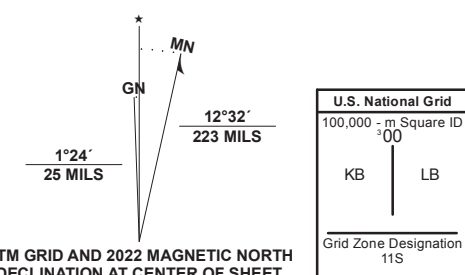 ★
MN
GN
12°32´
223 MILS
1°24´
25 MILS
TM GRID AND 2022 MAGNETIC NORTH
DECLINATION AT CENTER OF SHEET
U.S. National Grid
100,000 - m Square ID
³00
KB LB
Grid Zone Designation
11S